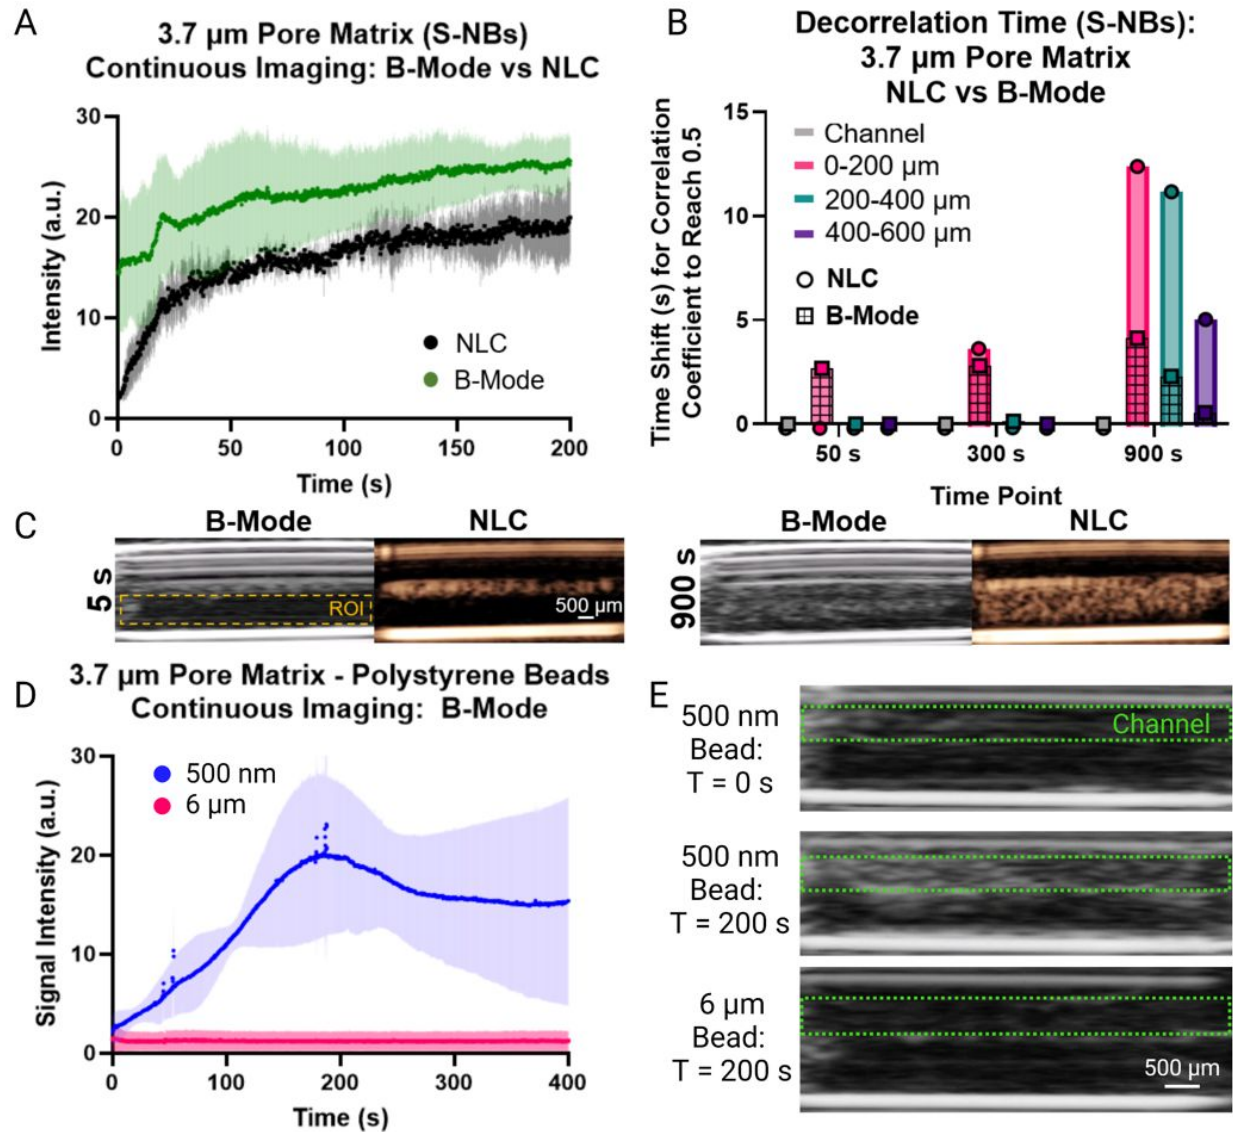 A
3.7 µm Pore Matrix (S-NBs)
Continuous Imaging: B-Mode vs NLC
Intensity (a.u.)
30
20
10
0
0
50
100
150
200
Time (s)
NLC
B-Mode
B
Decorrelation Time (S-NBs):
3.7 µm Pore Matrix
NLC vs B-Mode
Time Shift (s) for Correlation
Coefficient to Reach 0.5
15
10
5
0
Channel
0-200 µm
200-400 µm
400-600 µm
NLC
B-Mode
50 s
300 s
900 s
Time Point
C
B-Mode
NLC
5 s
ROI
500 µm
B-Mode
NLC
900 s
D
3.7 µm Pore Matrix - Polystyrene Beads
Continuous Imaging: B-Mode
Signal Intensity (a.u.)
30
20
10
0
500 nm
6 µm
0
100
200
300
400
Time (s)
E
500 nm
Bead:
T = 0 s
Channel
500 nm
Bead:
T = 200 s
6 µm
Bead:
T = 200 s
500 µm